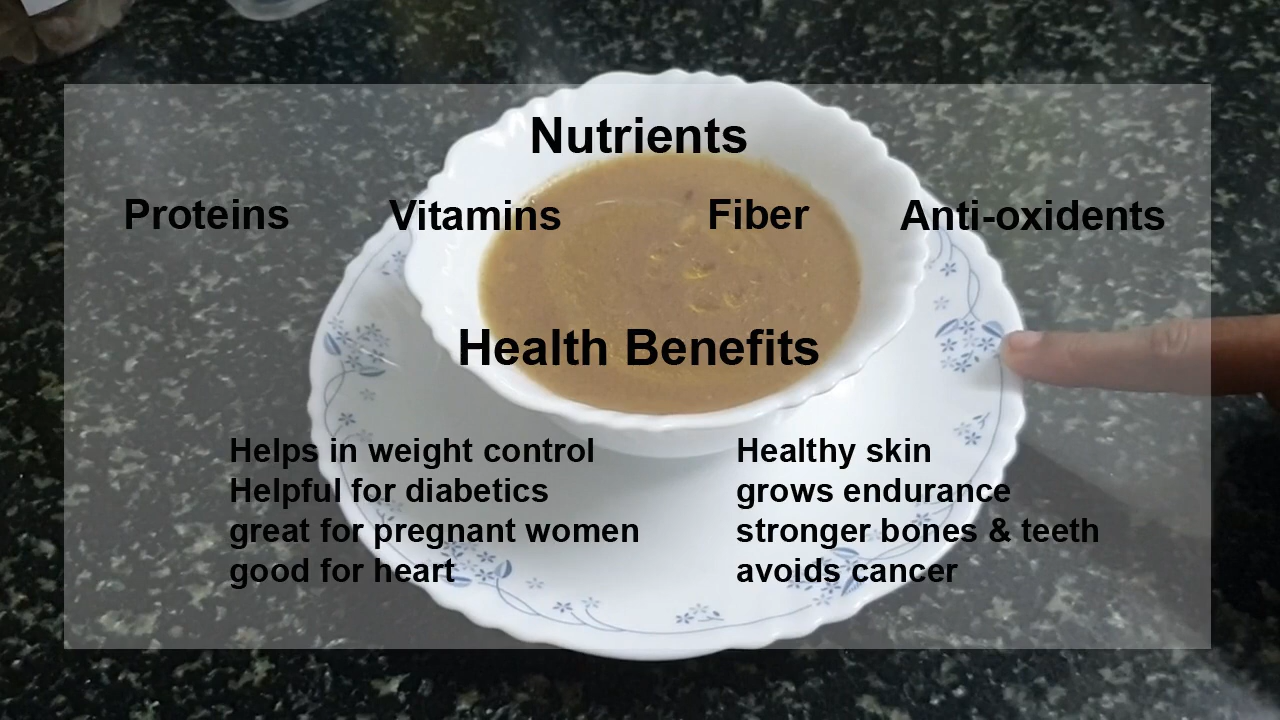 Nutrients
Proteins Vitamins Fiber Anti-oxidents
Health Benefits
Helps in weight control
Helpful for diabetics
great for pregnant women
good for heart
Healthy skin
grows endurance
stronger bones & teeth
avoids cancer